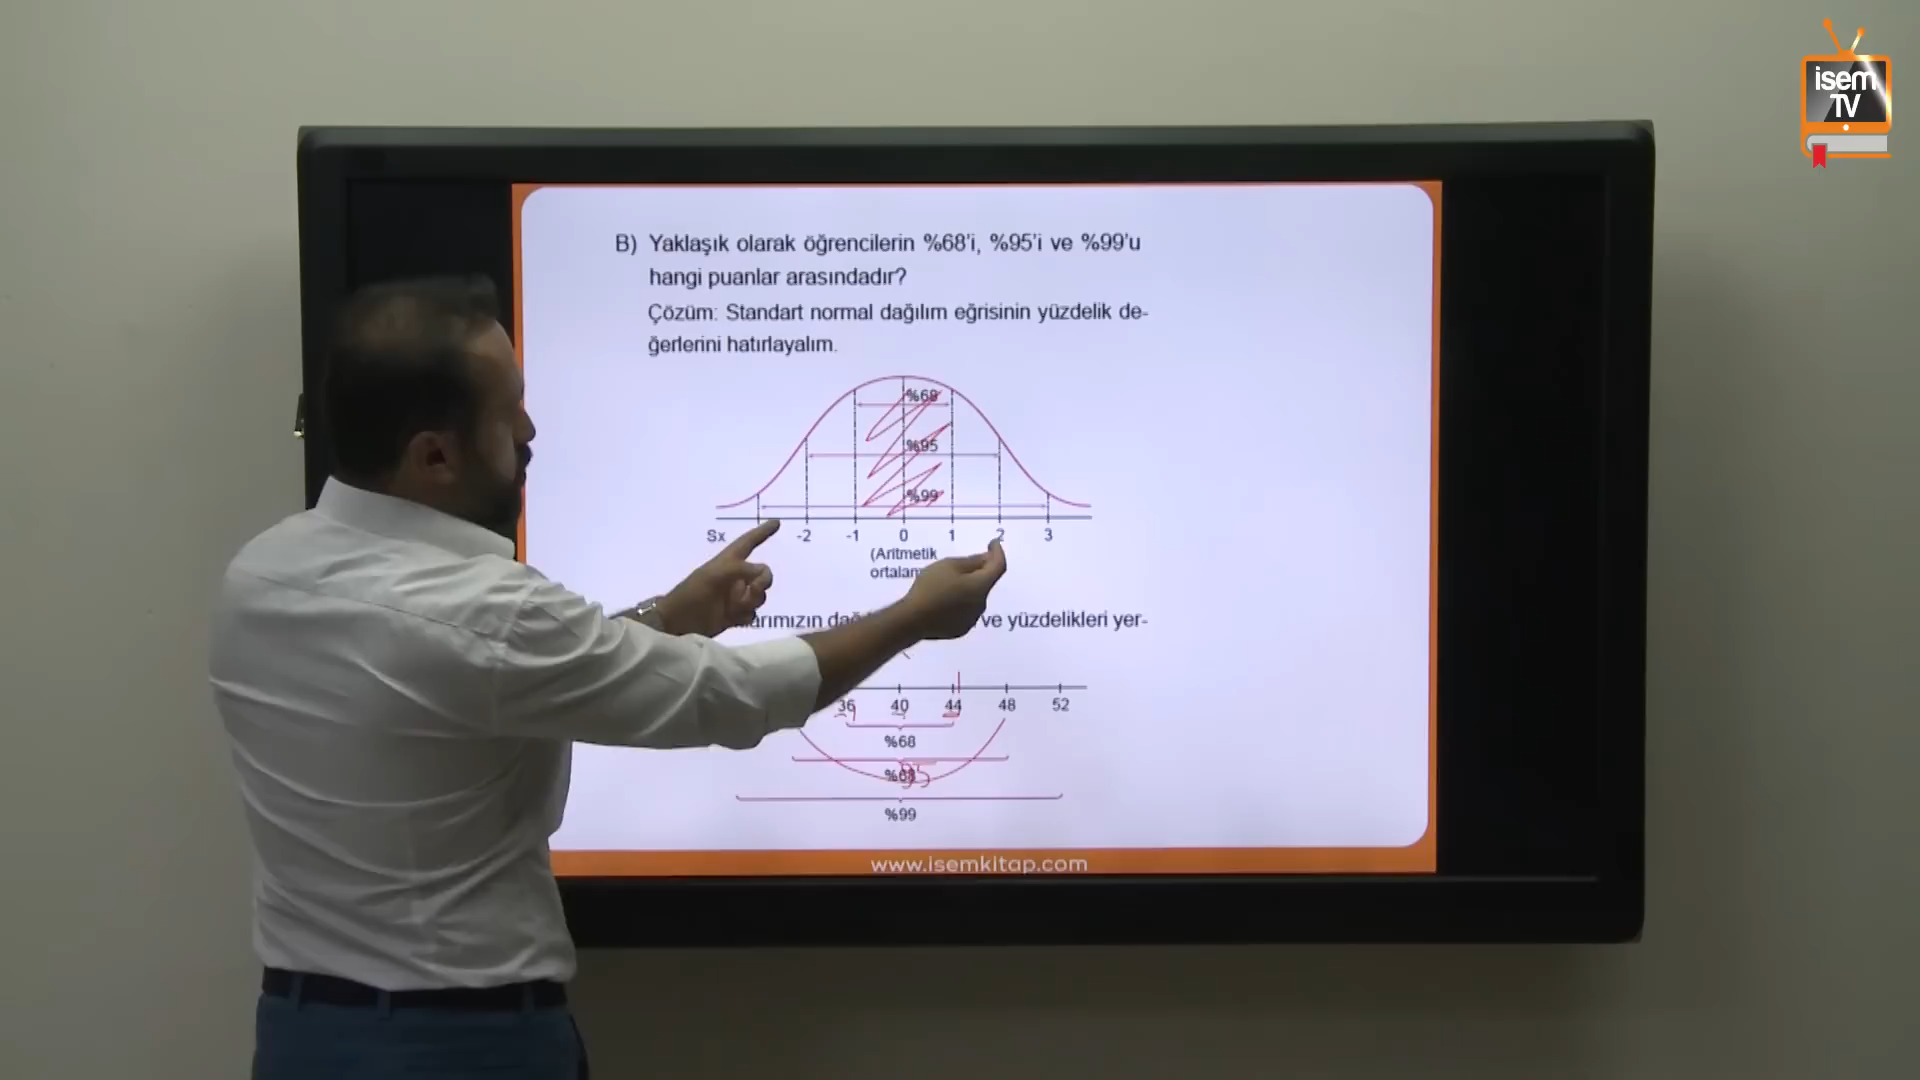 isem
TV
B) Yaklaşık olarak öğrencilerin %68'i, %95'i ve %99'u
hangi puanlar arasındadır?
Çözüm: Standart normal dağılım eğrisinin yüzdelik de-
ğerlerini hatırlayalım.
%68
%95
%99
Sx -2 -1 0 1 2 3
(Aritmetik
ve yüzdelikleri yer-
36 40 44 48 52
%68
%68 95
%99
www.isemkitap.com